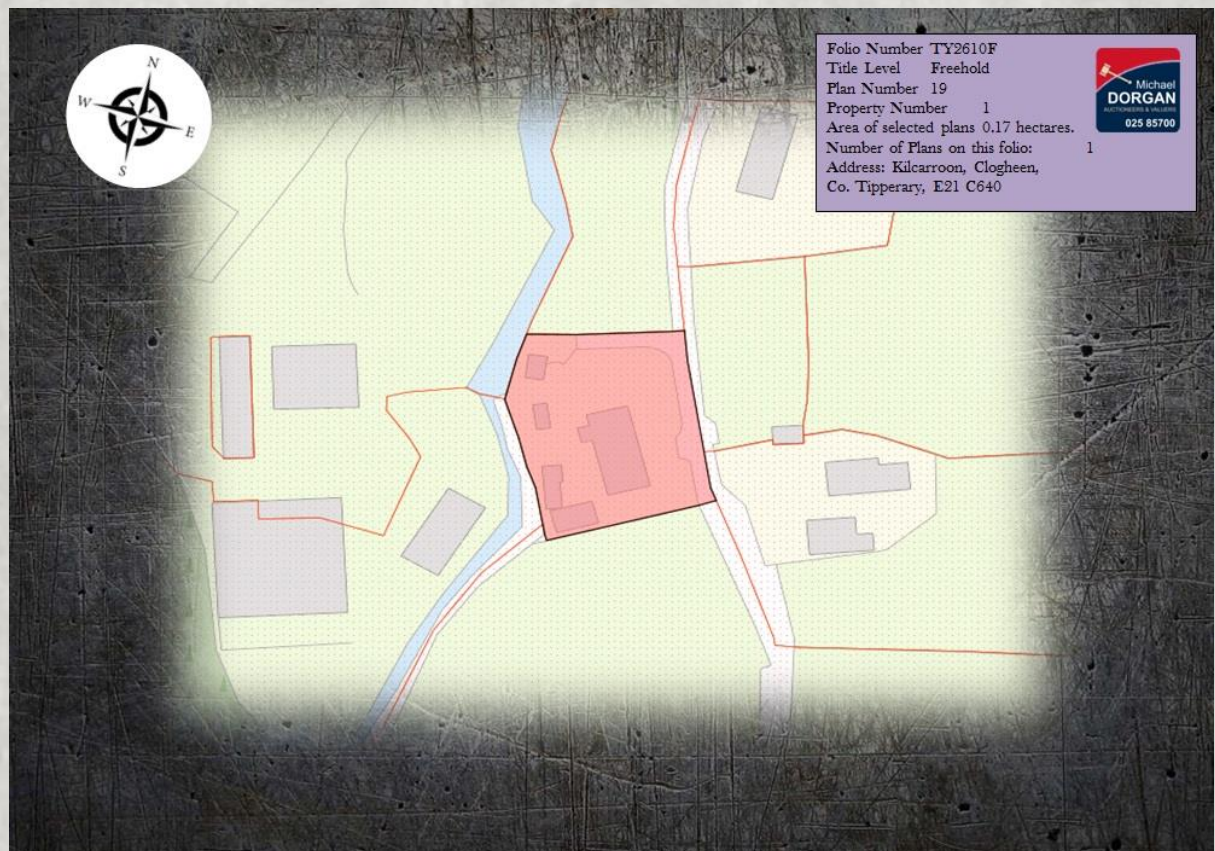 N
W
E
S
Folio Number TY2610F
Title Level Freehold
Plan Number 19
Property Number 1
Area of selected plans 0.17 hectares.
Number of Plans on this folio: 1
Address: Kilcarroon, Clogheen,
Co. Tipperary, E21 C640
Michael
DORGAN
AUCTIONEERS & VALUERS
025 85700